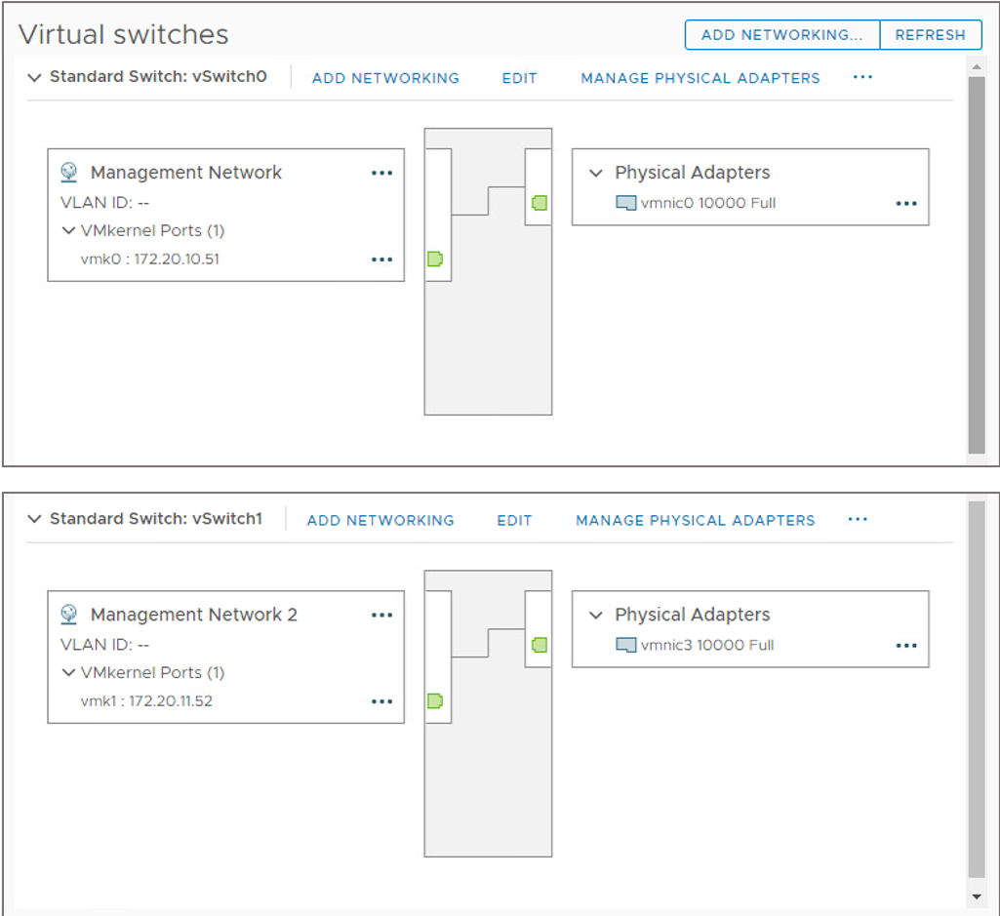 Virtual switches
ADD NETWORKING... REFRESH
Standard Switch: vSwitch0 ADD NETWORKING EDIT MANAGE PHYSICAL ADAPTERS ...
Management Network ...
VLAN ID: --
VMkernel Ports (1)
vmk0 : 172.20.10.51 ...
Physical Adapters
vmnic0 10000 Full ...
Standard Switch: vSwitch1 ADD NETWORKING EDIT MANAGE PHYSICAL ADAPTERS ...
Management Network 2 ...
VLAN ID: --
VMkernel Ports (1)
vmk1 : 172.20.11.52 ...
Physical Adapters
vmnic3 10000 Full ...